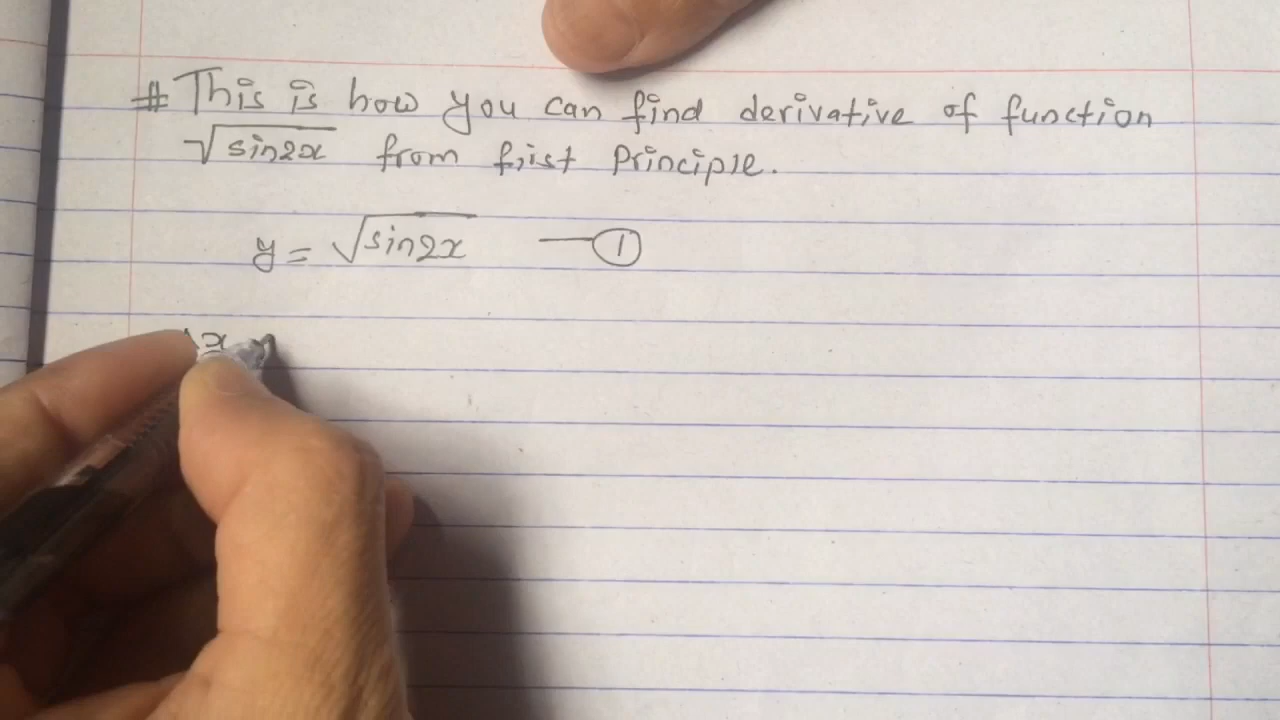 # This is how you can find derivative of function
√sin2x from first Principle.
y = √sin2x —①
x